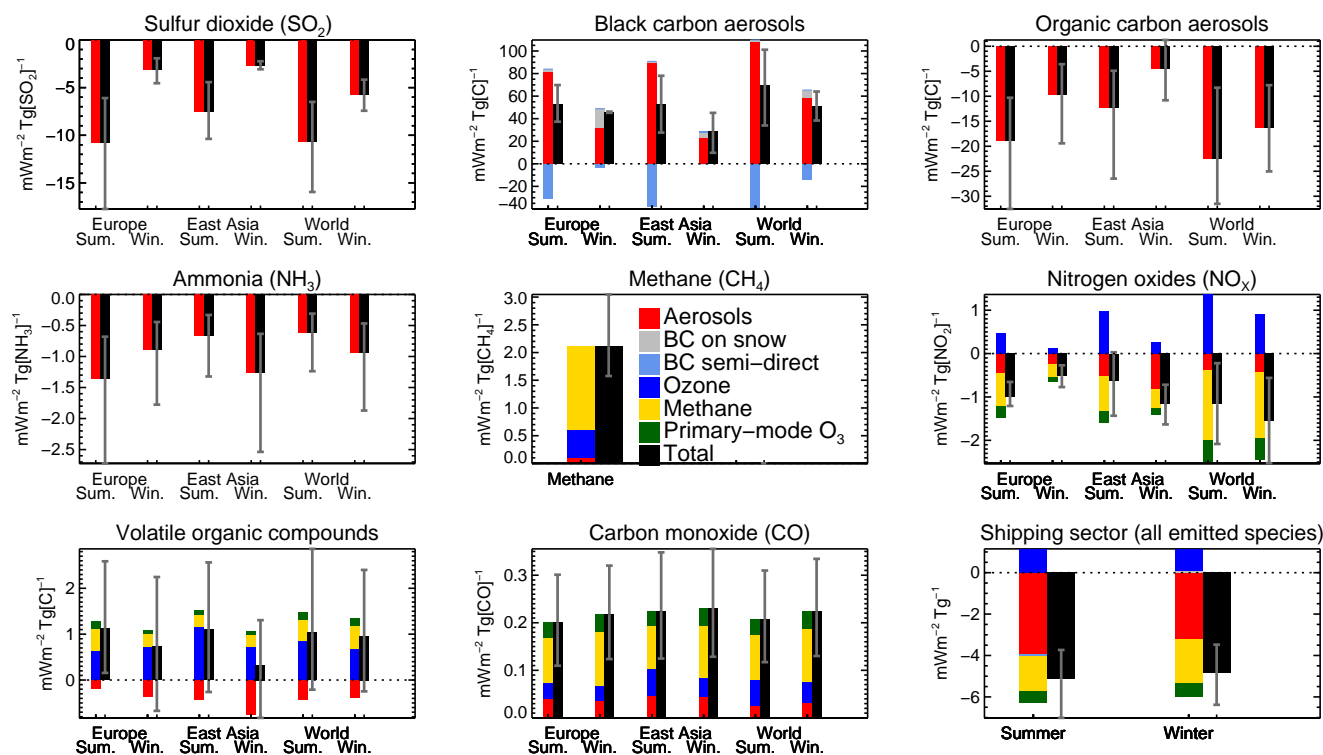 Sulfur dioxide (SO₂)
mWm⁻² Tg[SO₂]⁻¹
0
−5
−10
−15
Europe East Asia World
Sum. Win. Sum. Win. Sum. Win.
Black carbon aerosols
mWm⁻² Tg[C]⁻¹
100
80
60
40
20
0
−20
−40
Europe East Asia World
Sum. Win. Sum. Win. Sum. Win.
Organic carbon aerosols
mWm⁻² Tg[C]⁻¹
0
−5
−10
−15
−20
−25
−30
Europe East Asia World
Sum. Win. Sum. Win. Sum. Win.
Ammonia (NH₃)
mWm⁻² Tg[NH₃]⁻¹
0.0
−0.5
−1.0
−1.5
−2.0
−2.5
Europe East Asia World
Sum. Win. Sum. Win. Sum. Win.
Methane (CH₄)
mWm⁻² Tg[CH₄]⁻¹
3.0
2.5
2.0
1.5
1.0
0.5
0.0
Aerosols
BC on snow
BC semi−direct
Ozone
Methane
Primary−mode O₃
Total
Methane
Nitrogen oxides (NOₓ)
mWm⁻² Tg[NO₂]⁻¹
1
0
−1
−2
Europe East Asia World
Sum. Win. Sum. Win. Sum. Win.
Volatile organic compounds
mWm⁻² Tg[C]⁻¹
2
1
0
Europe East Asia World
Sum. Win. Sum. Win. Sum. Win.
Carbon monoxide (CO)
mWm⁻² Tg[CO]⁻¹
0.3
0.2
0.1
0.0
Europe East Asia World
Sum. Win. Sum. Win. Sum. Win.
Shipping sector (all emitted species)
mWm⁻² Tg⁻¹
0
−2
−4
−6
Summer Winter